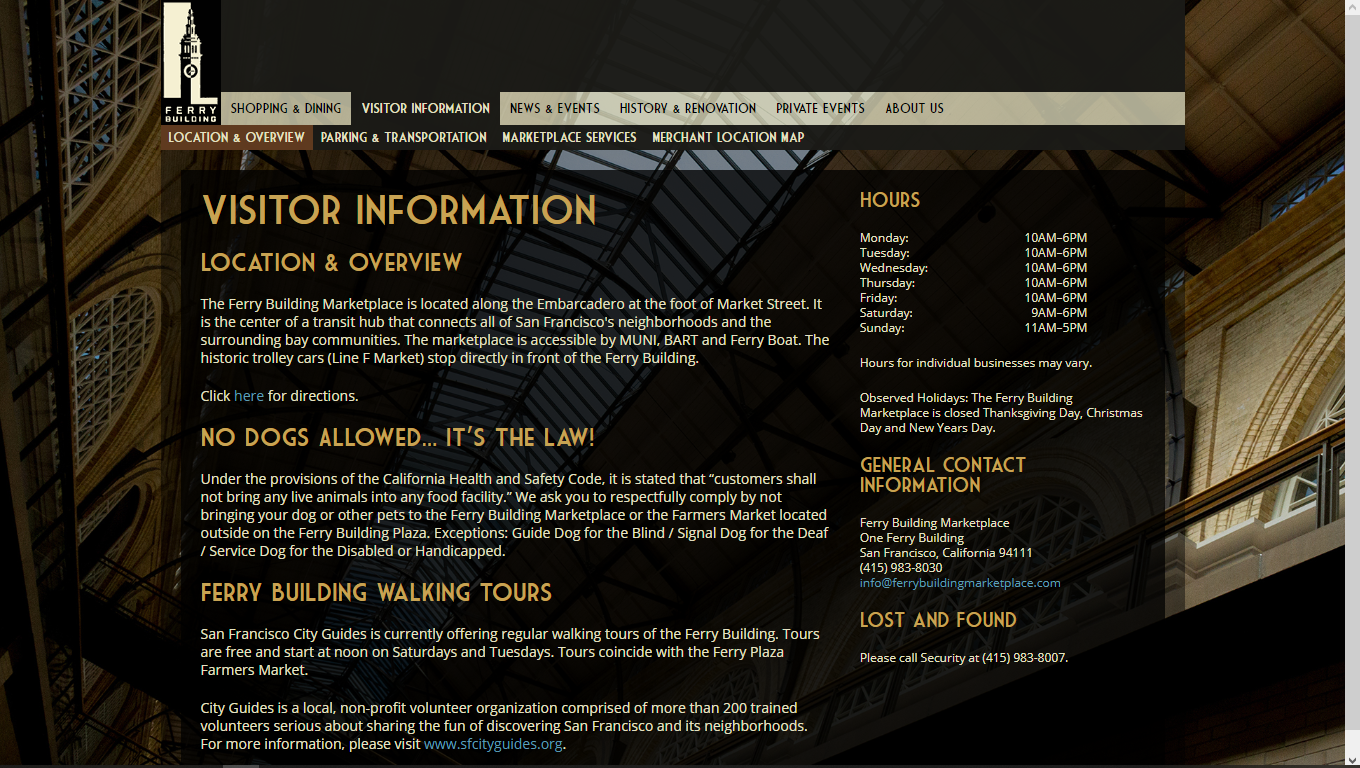 FERRY
BUILDING
SHOPPING & DINING
VISITOR INFORMATION
NEWS & EVENTS
HISTORY & RENOVATION
PRIVATE EVENTS
ABOUT US
LOCATION & OVERVIEW
PARKING & TRANSPORTATION
MARKETPLACE SERVICES
MERCHANT LOCATION MAP
VISITOR INFORMATION
LOCATION & OVERVIEW
The Ferry Building Marketplace is located along the Embarcadero at the foot of Market Street. It
is the center of a transit hub that connects all of San Francisco's neighborhoods and the
surrounding bay communities. The marketplace is accessible by MUNI, BART and Ferry Boat. The
historic trolley cars (Line F Market) stop directly in front of the Ferry Building.
Click here for directions.
NO DOGS ALLOWED... IT'S THE LAW!
Under the provisions of the California Health and Safety Code, it is stated that “customers shall
not bring any live animals into any food facility.” We ask you to respectfully comply by not
bringing your dog or other pets to the Ferry Building Marketplace or the Farmers Market located
outside on the Ferry Building Plaza. Exceptions: Guide Dog for the Blind / Signal Dog for the Deaf
/ Service Dog for the Disabled or Handicapped.
FERRY BUILDING WALKING TOURS
San Francisco City Guides is currently offering regular walking tours of the Ferry Building. Tours
are free and start at noon on Saturdays and Tuesdays. Tours coincide with the Ferry Plaza
Farmers Market.
City Guides is a local, non-profit volunteer organization comprised of more than 200 trained
volunteers serious about sharing the fun of discovering San Francisco and its neighborhoods.
For more information, please visit www.sfcityguides.org.
HOURS
Monday: 10AM–6PM
Tuesday: 10AM–6PM
Wednesday: 10AM–6PM
Thursday: 10AM–6PM
Friday: 10AM–6PM
Saturday: 9AM–6PM
Sunday: 11AM–5PM
Hours for individual businesses may vary.
Observed Holidays: The Ferry Building
Marketplace is closed Thanksgiving Day, Christmas
Day and New Years Day.
GENERAL CONTACT
INFORMATION
Ferry Building Marketplace
One Ferry Building
San Francisco, California 94111
(415) 983-8030
info@ferrybuildingmarketplace.com
LOST AND FOUND
Please call Security at (415) 983-8007.